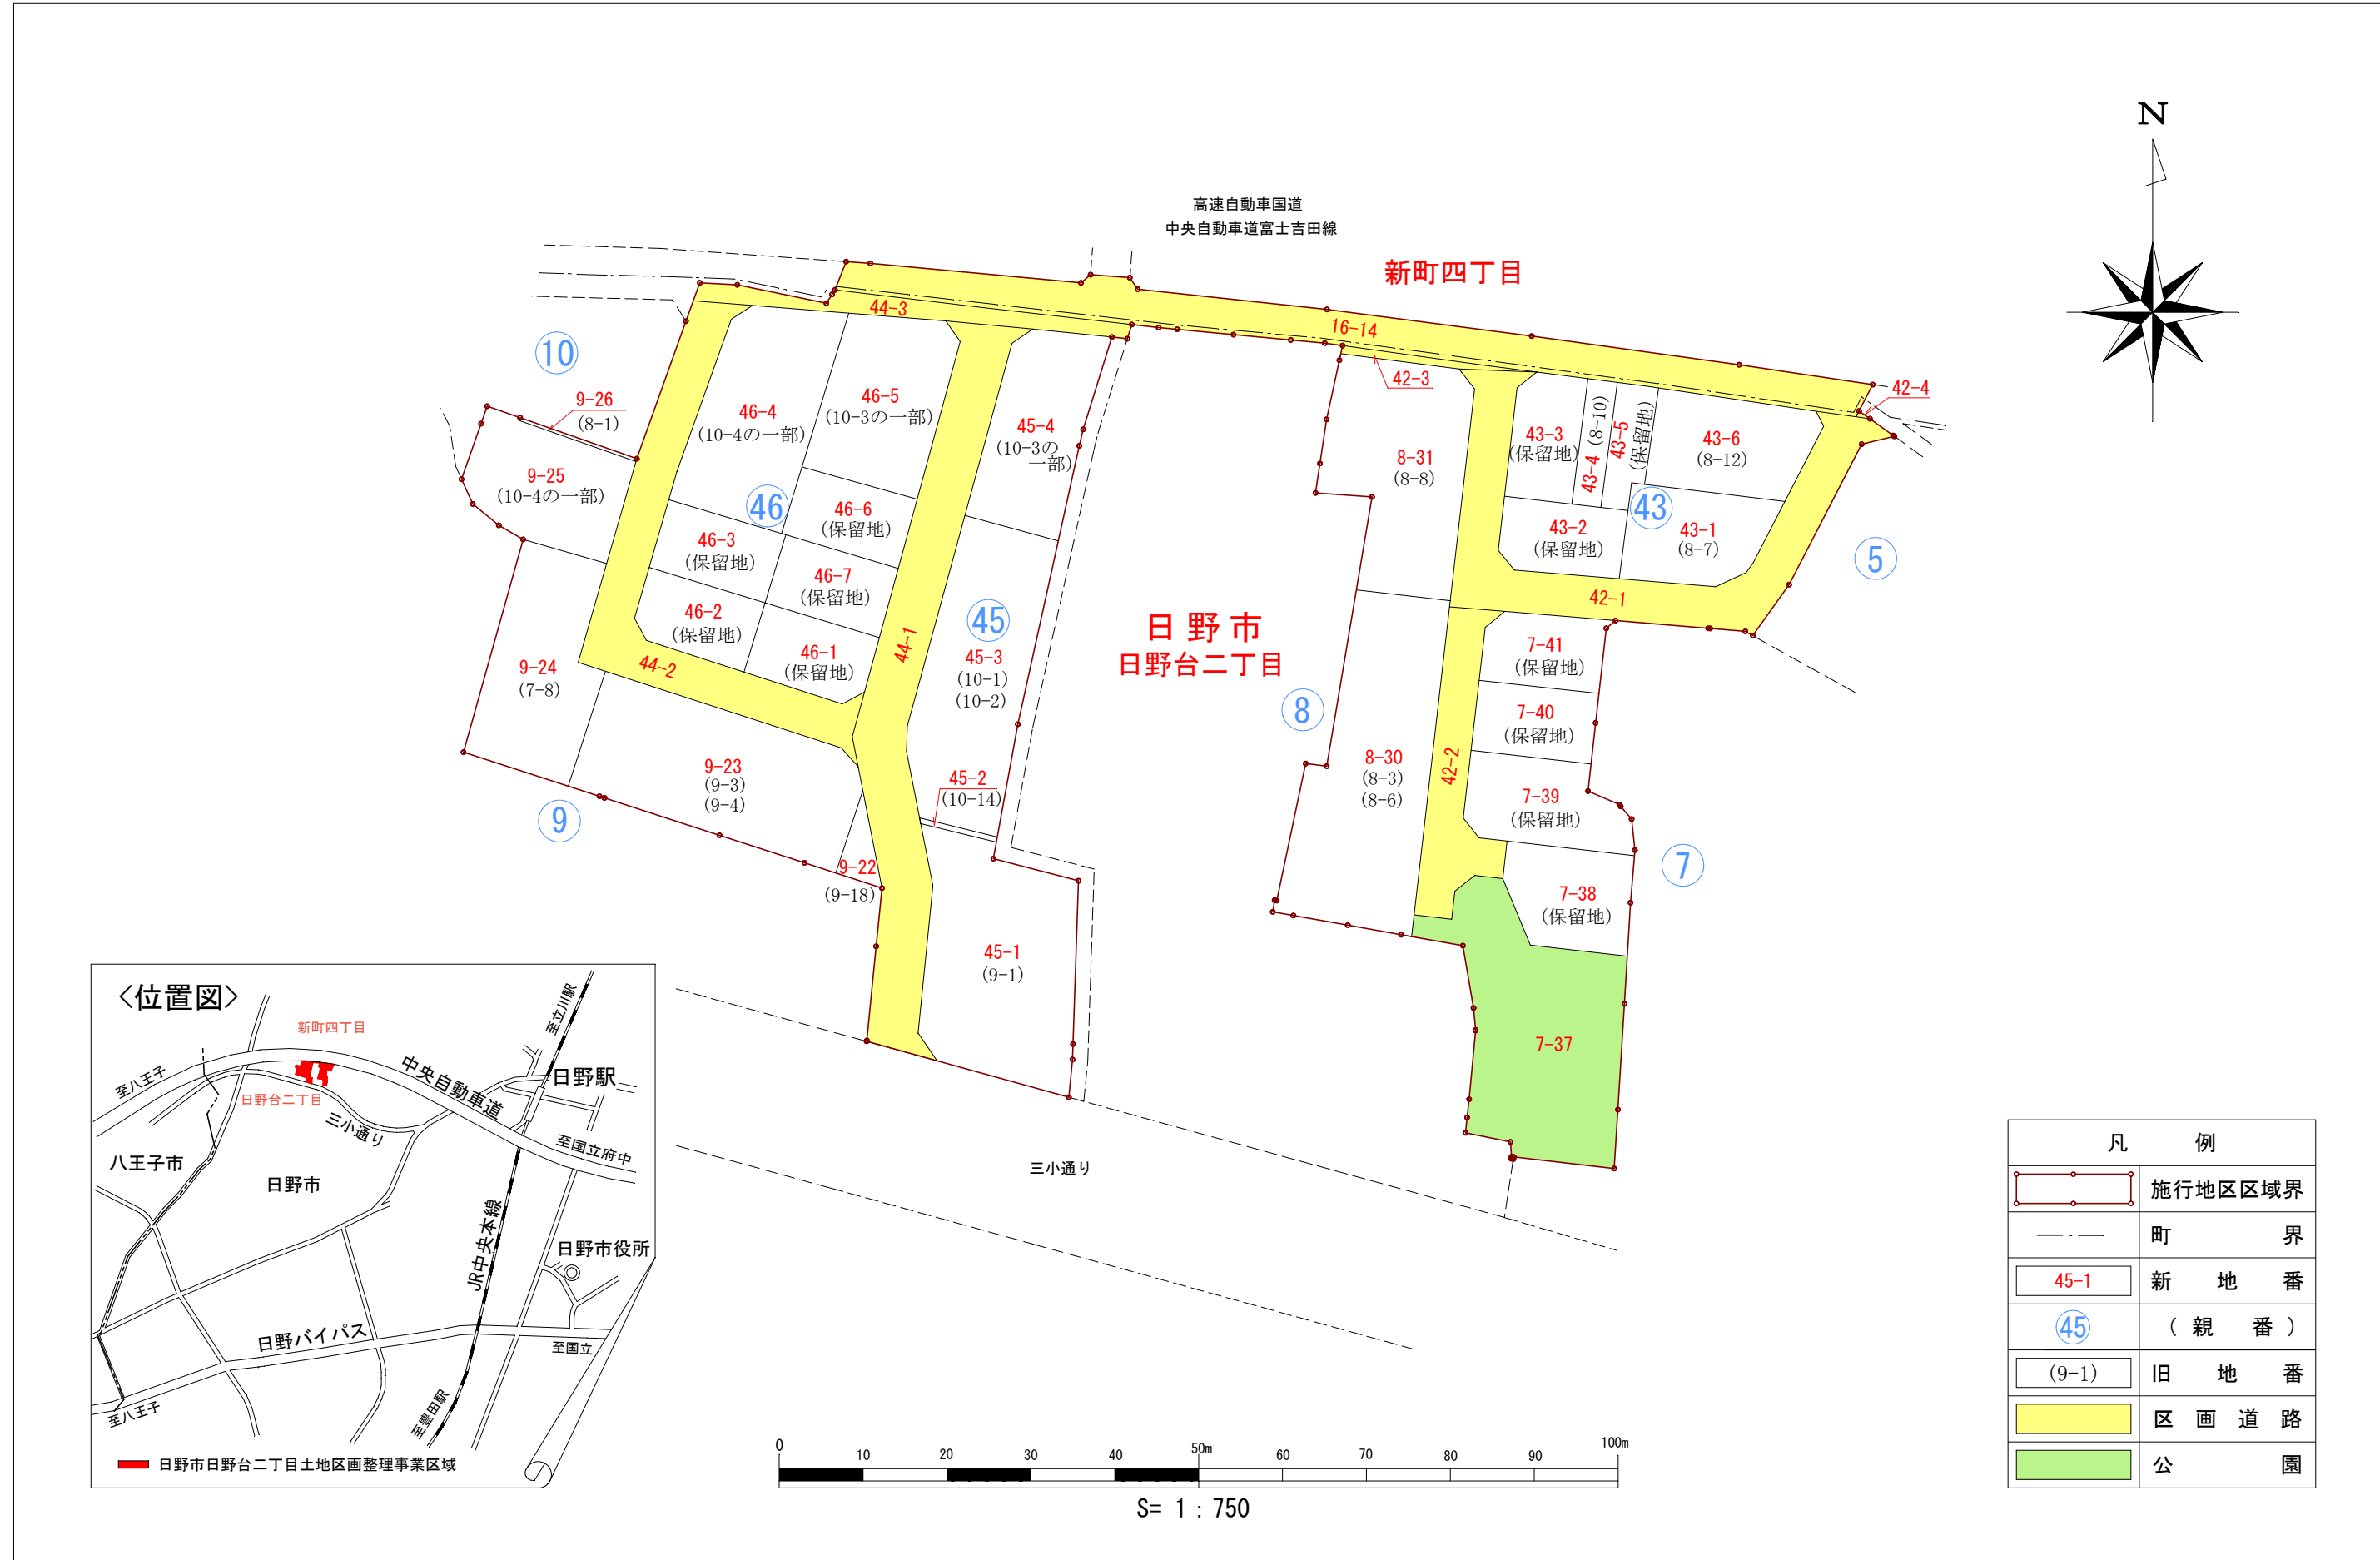 高速自動車国道
中央自動車道富士吉田線
新町四丁目
N
44-3
16-14
42-3
42-4
10
9-26
(8-1)
9-25
(10-4の一部)
46-4
(10-4の一部)
46-5
(10-3の一部)
45-4
(10-3の
一部)
46
46-6
(保留地)
46-3
(保留地)
46-7
(保留地)
46-2
(保留地)
46-1
(保留地)
44-1
44-2
9-24
(7-8)
9-23
(9-3)
(9-4)
9
9-22
(9-18)
45
45-3
(10-1)
(10-2)
45-2
(10-14)
45-1
(9-1)
日野市
日野台二丁目
8-31
(8-8)
43-3
(保留地)
43-4 (8-10)
43-5
(保留地)
43-6
(8-12)
43
43-2
(保留地)
43-1
(8-7)
5
42-1
8
8-30
(8-3)
(8-6)
42-2
7-41
(保留地)
7-40
(保留地)
7-39
(保留地)
7
7-38
(保留地)
7-37
三小通り
<位置図>
新町四丁目
至立川駅
至八王子
中央自動車道
日野駅
日野台二丁目
三小通り
至国立府中
八王子市
日野市
JR中央本線
日野市役所
日野バイパス
至国立
至八王子
至豊田駅
日野市日野台二丁目土地区画整理事業区域
0 10 20 30 40 50m 60 70 80 90 100m
S= 1 : 750
凡 例
施行地区区域界
町 界
45-1 新 地 番
45 ( 親 番 )
(9-1) 旧 地 番
区 画 道 路
公 園